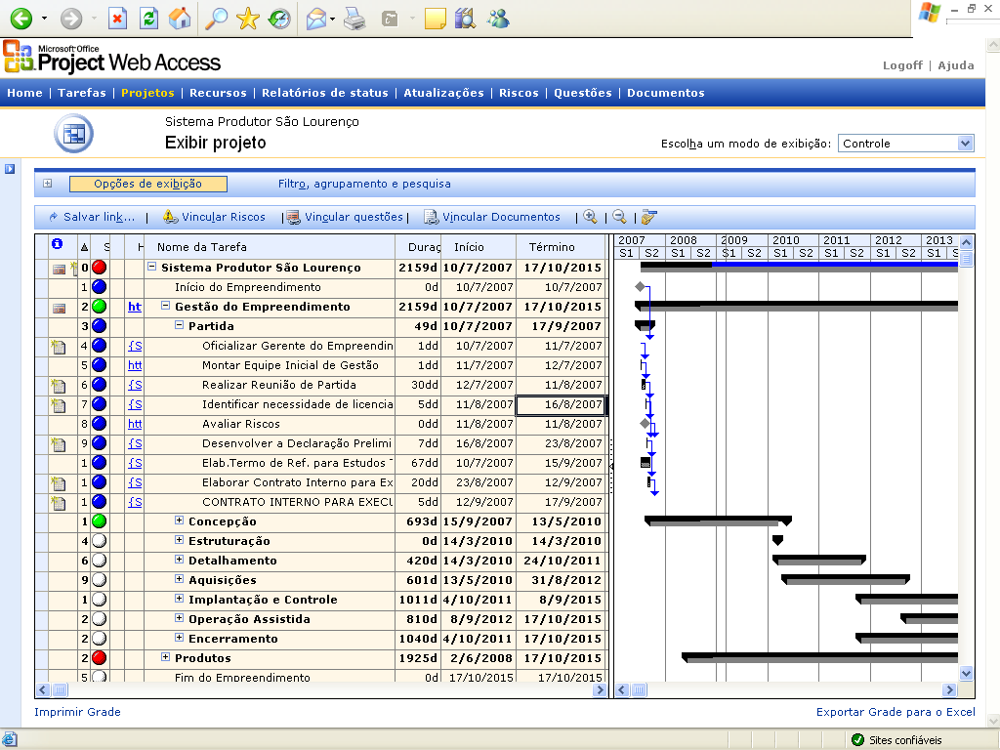 Microsoft Office
Project Web Access
Logoff | Ajuda
Home | Tarefas | Projetos | Recursos | Relatórios de status | Atualizações | Riscos | Questões | Documentos
Sistema Produtor São Lourenço
Exibir projeto
Escolha um modo de exibição: Controle
Opções de exibição Filtro, agrupamento e pesquisa
Salvar link... | Vincular Riscos | Vincular questões | Vincular Documentos
S H Nome da Tarefa Duraç Início Término
2007 2008 2009 2010 2011 2012 2013
S1 S2 S1 S2 S1 S2 S1 S2 S1 S2 S1 S2 S1 S
0 Sistema Produtor São Lourenço 2159d 10/7/2007 17/10/2015
1 Início do Empreendimento 0d 10/7/2007 10/7/2007
2 ht Gestão do Empreendimento 2159d 10/7/2007 17/10/2015
3 Partida 49d 10/7/2007 17/9/2007
4 {S Oficializar Gerente do Empreendin 1dd 10/7/2007 11/7/2007
5 htt Montar Equipe Inicial de Gestão 1dd 11/7/2007 12/7/2007
6 {S Realizar Reunião de Partida 30dd 12/7/2007 11/8/2007
7 {S Identificar necessidade de licencia 5dd 11/8/2007 16/8/2007
8 htt Avaliar Riscos 0dd 11/8/2007 11/8/2007
9 {S Desenvolver a Declaração Prelimi 7dd 16/8/2007 23/8/2007
1 {S Elab.Termo de Ref. para Estudos 67dd 10/7/2007 15/9/2007
1 {S Elaborar Contrato Interno para Ex 20dd 23/8/2007 12/9/2007
1 {S CONTRATO INTERNO PARA EXECU 5dd 12/9/2007 17/9/2007
1 Concepção 693d 15/9/2007 13/5/2010
4 Estruturação 0d 14/3/2010 14/3/2010
6 Detalhamento 420d 14/3/2010 24/10/2011
9 Aquisições 601d 13/5/2010 31/8/2012
1 Implantação e Controle 1011d 4/10/2011 8/9/2015
2 Operação Assistida 810d 8/9/2012 17/10/2015
2 Encerramento 1040d 4/10/2011 17/10/2015
2 Produtos 1925d 2/6/2008 17/10/2015
5 Fim do Empreendimento 0d 17/10/2015 17/10/2015
Imprimir Grade Exportar Grade para o Excel
Sites confiáveis